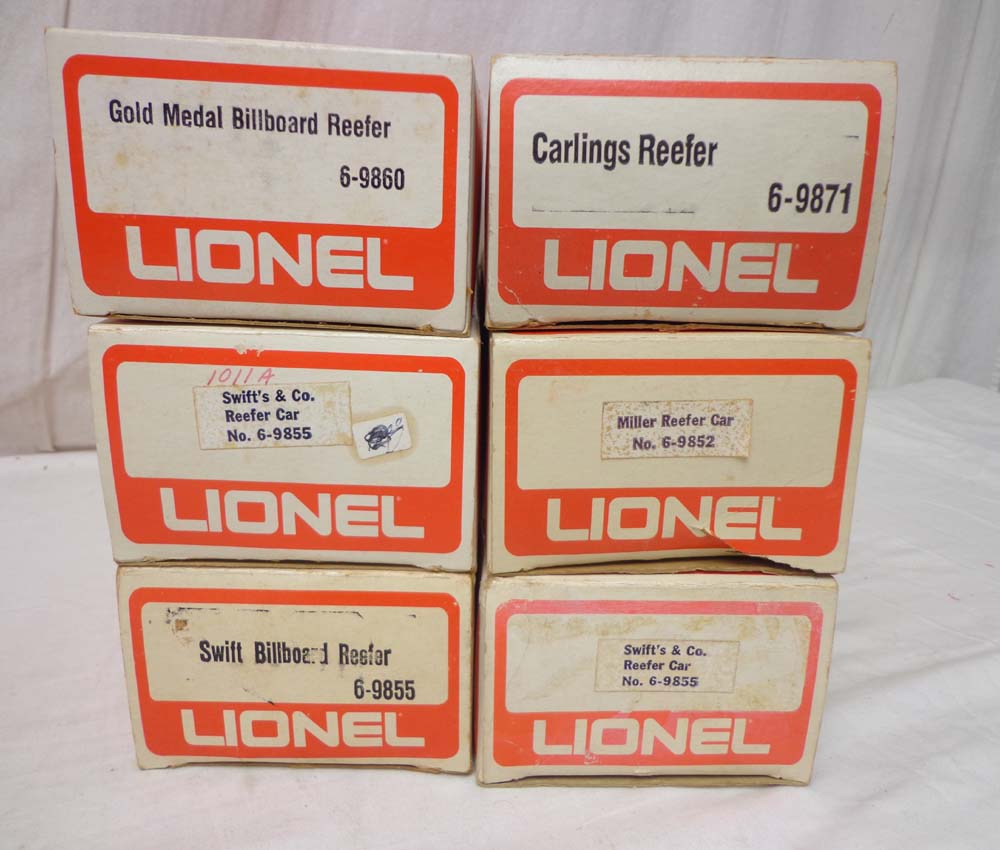 Gold Medal Billboard Reefer
6-9860
LIONEL
Carlings Reefer
6-9871
LIONEL
1011A
Swift's & Co.
Reefer Car
No. 6-9855
LIONEL
Miller Reefer Car
No. 6-9852
LIONEL
Swift Billboard Reefer
6-9855
LIONEL
Swift's & Co.
Reefer Car
No. 6-9855
LIONEL